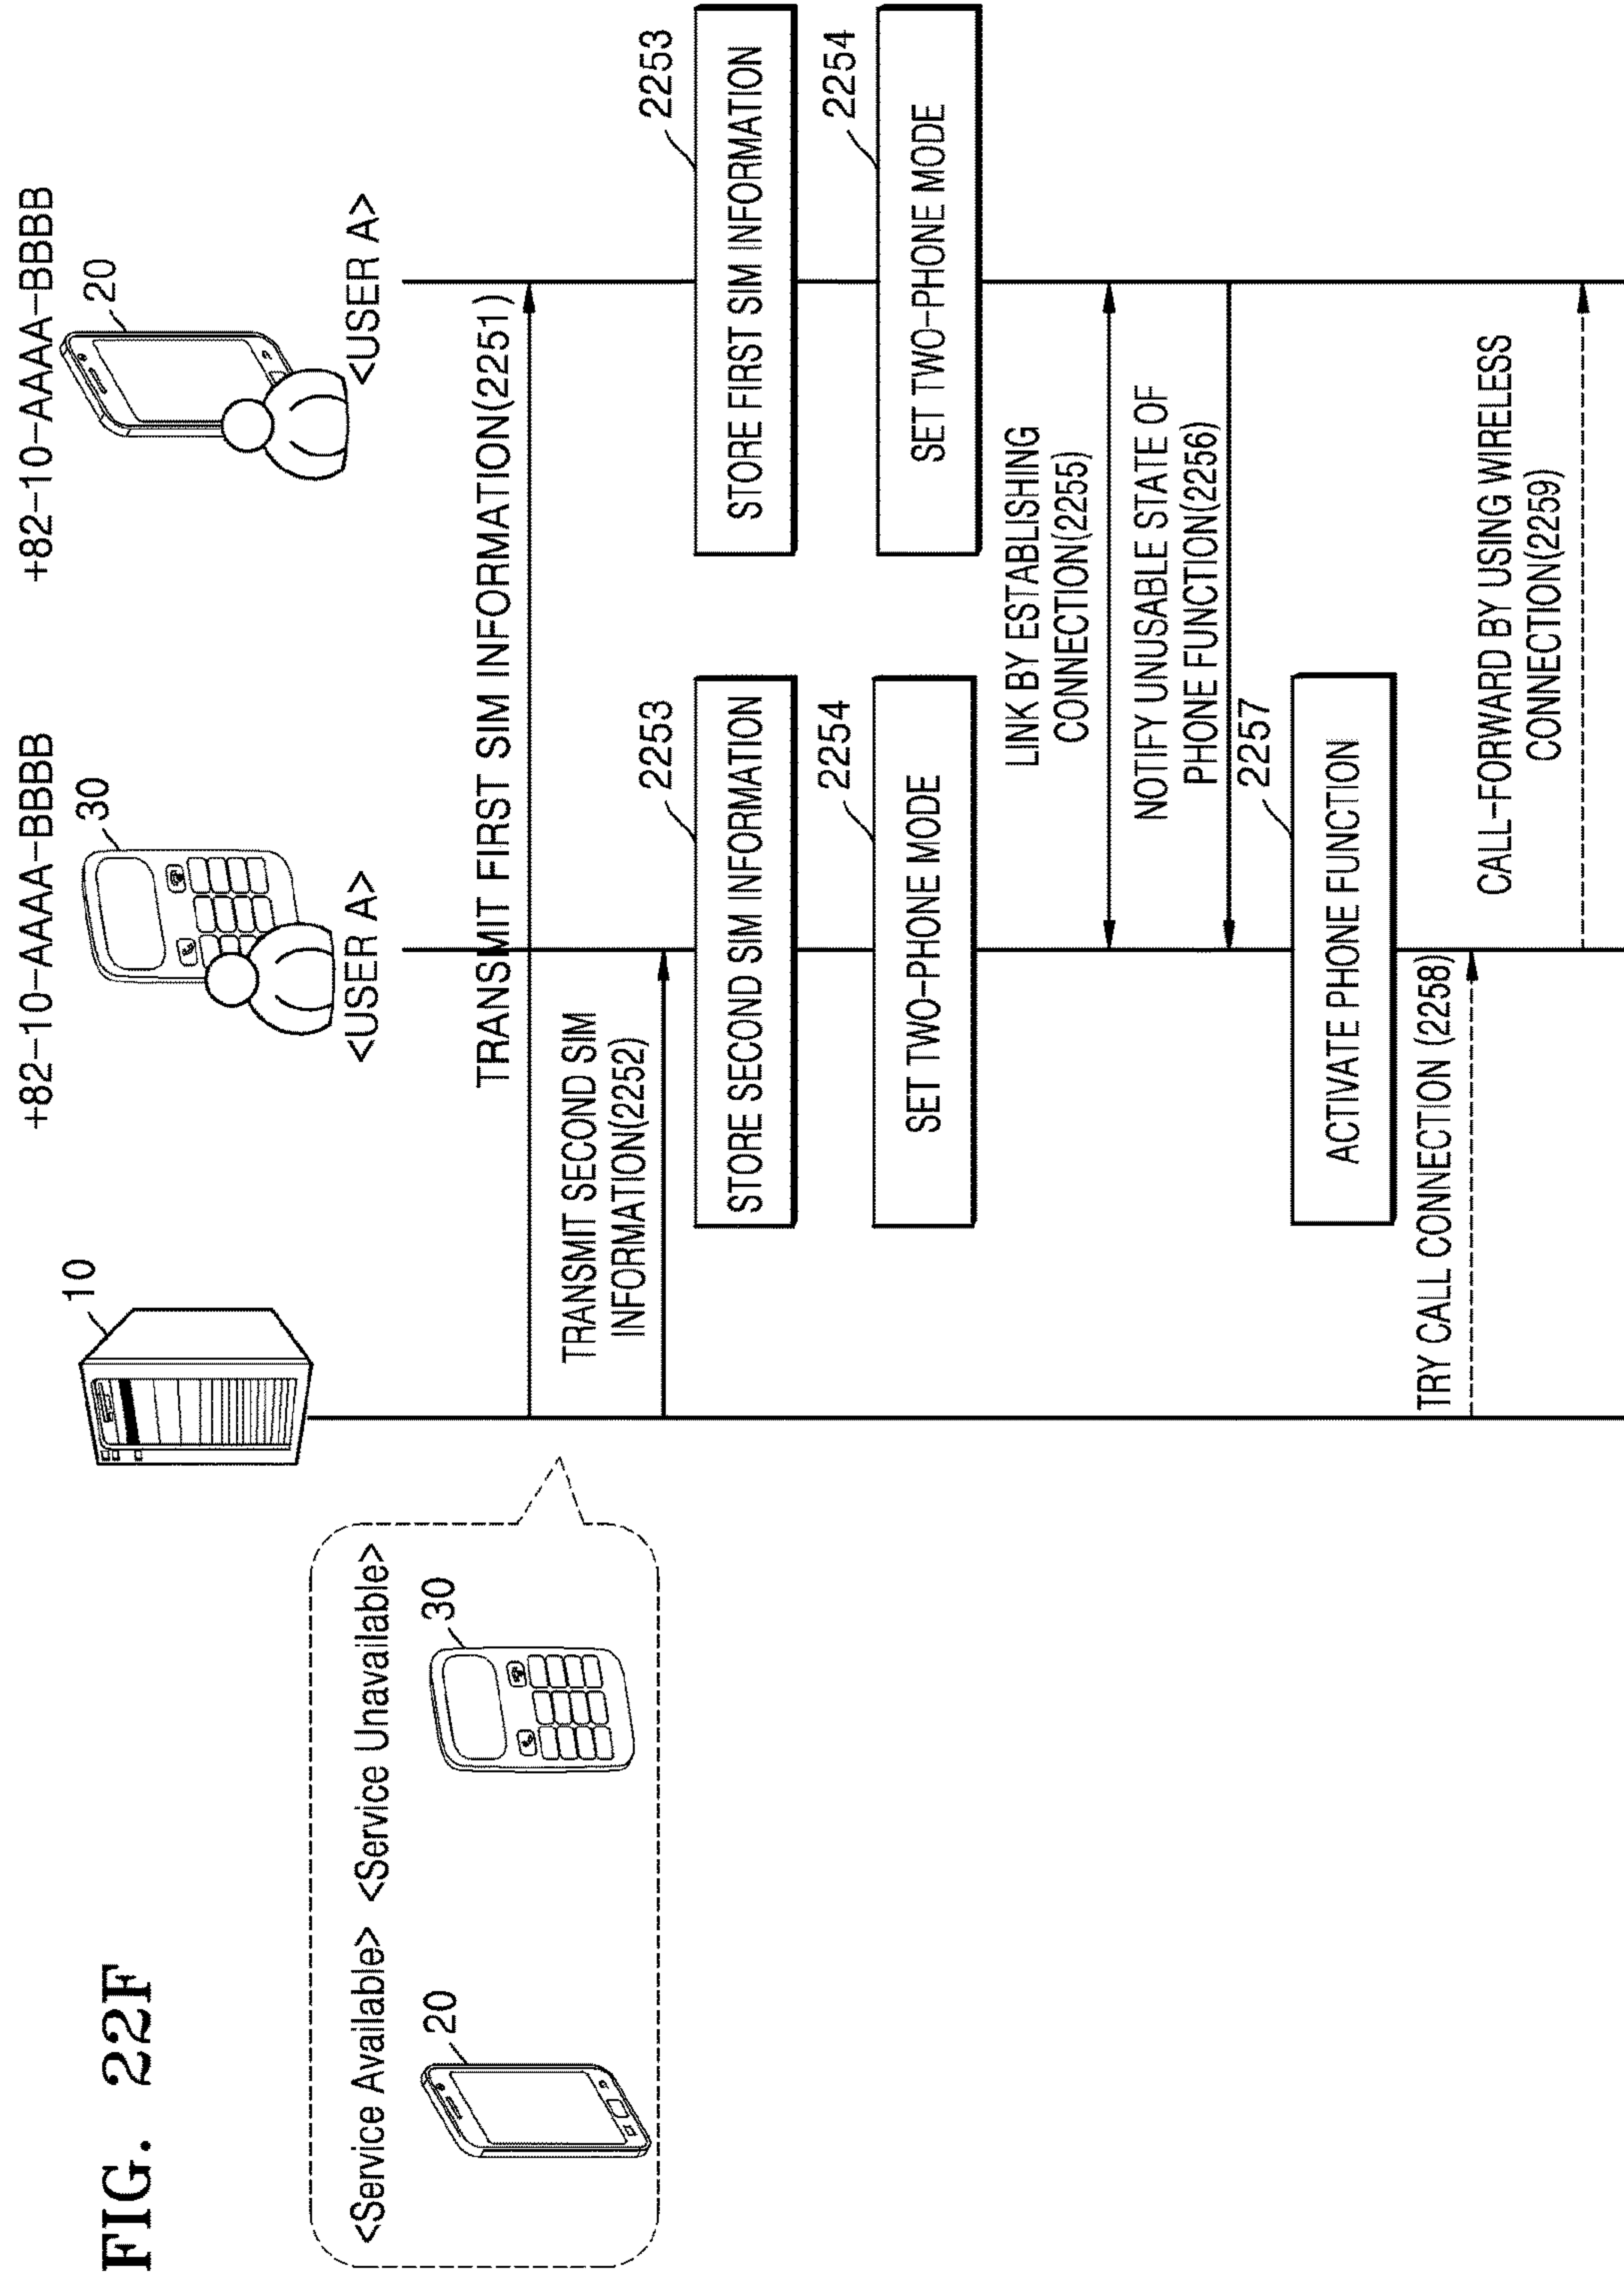 FIG. 22F
<Service Available> <Service Unavailable>
20
30
10
+82-10-AAAA-BBBB
30
<USER A>
+82-10-AAAA-BBBB
20
<USER A>
TRANSMIT FIRST SIM INFORMATION(2251)
TRANSMIT SECOND SIM
INFORMATION(2252)
2253
STORE SECOND SIM INFORMATION
2253
STORE FIRST SIM INFORMATION
2254
SET TWO-PHONE MODE
2254
SET TWO-PHONE MODE
LINK BY ESTABLISHING
CONNECTION(2255)
NOTIFY UNUSABLE STATE OF
PHONE FUNCTION(2256)
2257
ACTIVATE PHONE FUNCTION
TRY CALL CONNECTION (2258)
CALL-FORWARD BY USING WIRELESS
CONNECTION(2259)